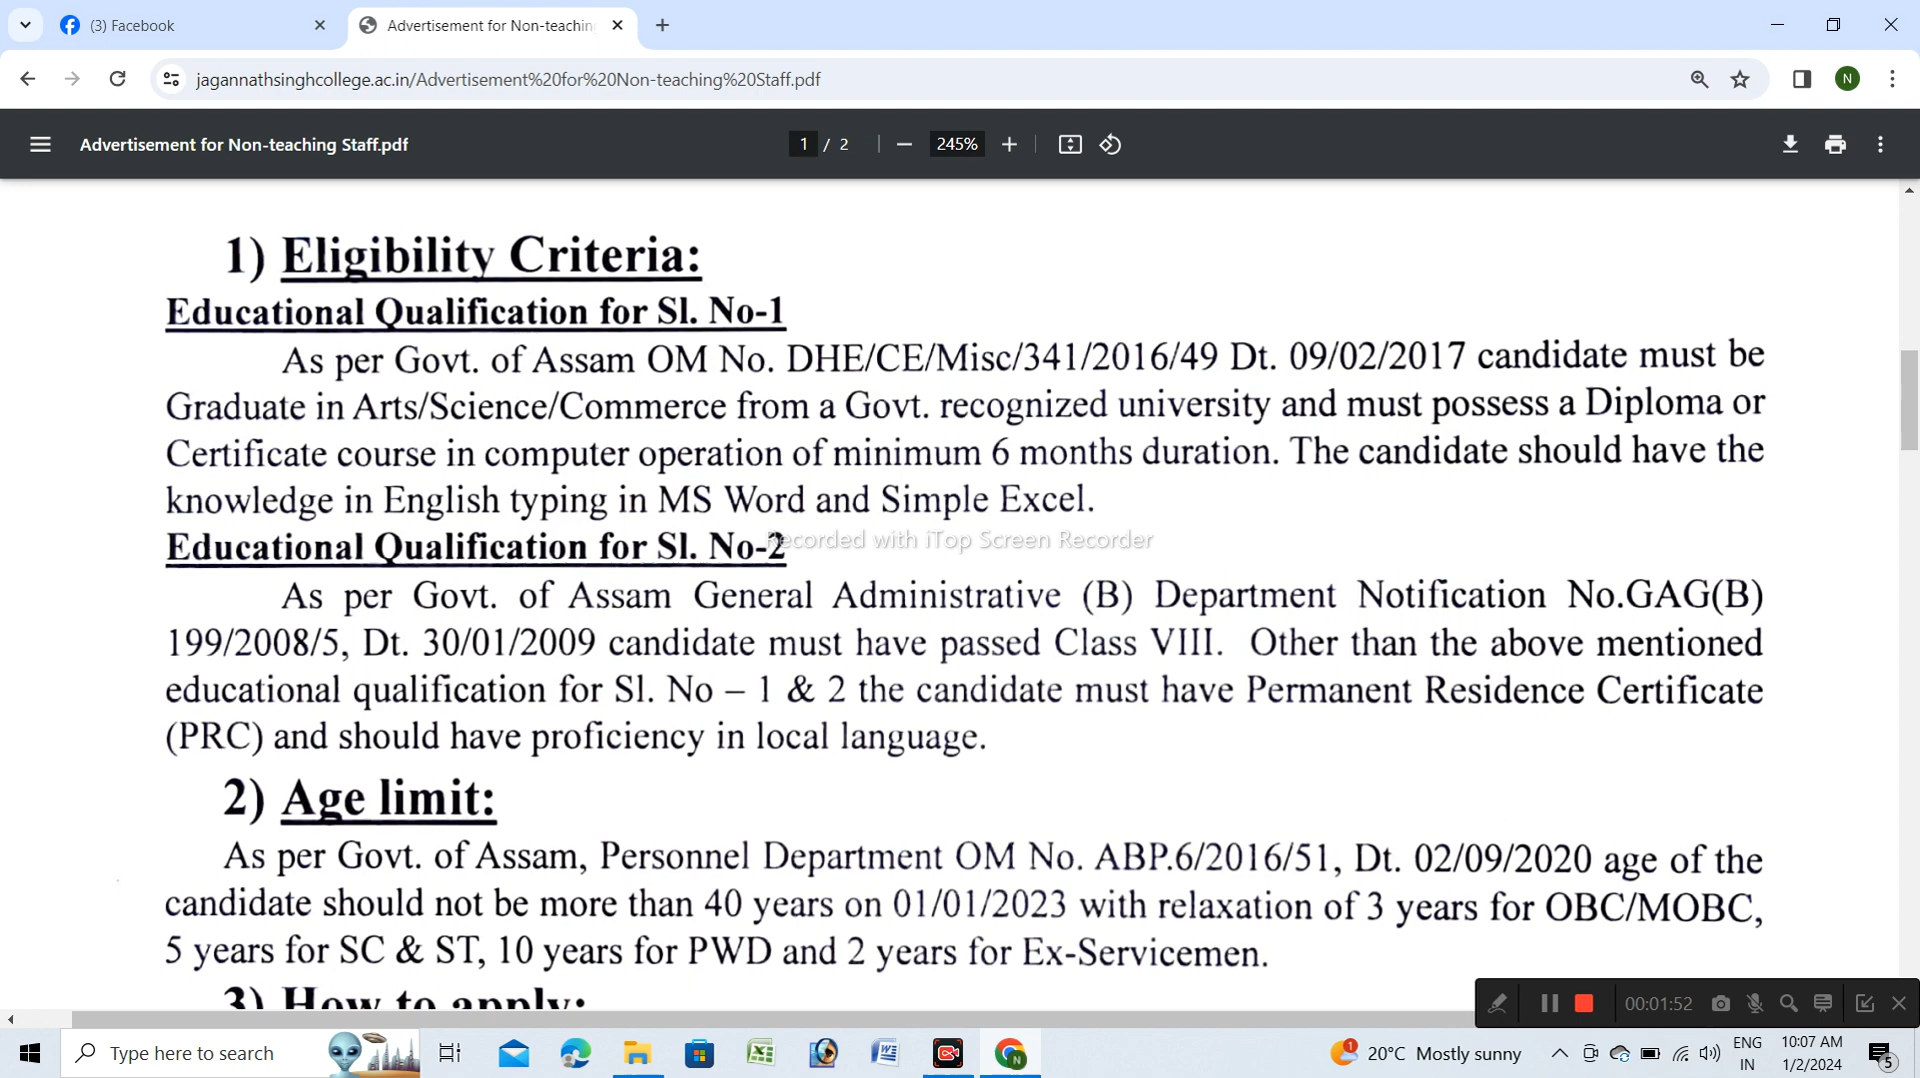 (3) Facebook
Advertisement for Non-teachin
jagannathsinghcollege.ac.in/Advertisement%20for%20Non-teaching%20Staff.pdf
N
Advertisement for Non-teaching Staff.pdf
1 / 2
245%
1) Eligibility Criteria:
Educational Qualification for Sl. No-1
As per Govt. of Assam OM No. DHE/CE/Misc/341/2016/49 Dt. 09/02/2017 candidate must be
Graduate in Arts/Science/Commerce from a Govt. recognized university and must possess a Diploma or
Certificate course in computer operation of minimum 6 months duration. The candidate should have the
knowledge in English typing in MS Word and Simple Excel.
Educational Qualification for Sl. No-2
Recorded with iTop Screen Recorder
As per Govt. of Assam General Administrative (B) Department Notification No.GAG(B)
199/2008/5, Dt. 30/01/2009 candidate must have passed Class VIII. Other than the above mentioned
educational qualification for Sl. No – 1 & 2 the candidate must have Permanent Residence Certificate
(PRC) and should have proficiency in local language.
2) Age limit:
As per Govt. of Assam, Personnel Department OM No. ABP.6/2016/51, Dt. 02/09/2020 age of the
candidate should not be more than 40 years on 01/01/2023 with relaxation of 3 years for OBC/MOBC,
5 years for SC & ST, 10 years for PWD and 2 years for Ex-Servicemen.
3) How to apply:
00:01:52
Type here to search
1
20°C Mostly sunny
ENG
IN
10:07 AM
1/2/2024
5